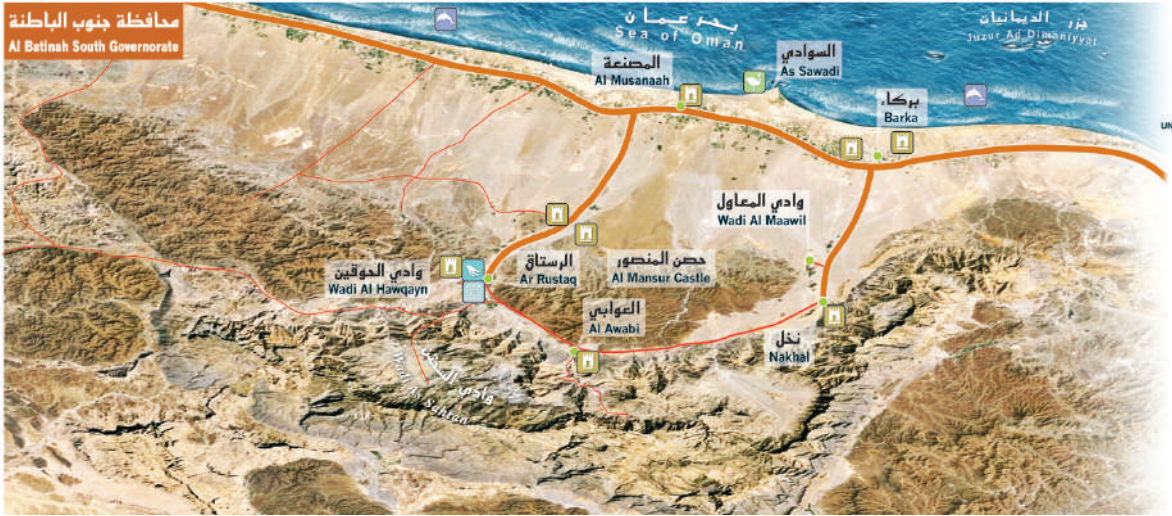 محافظة جنوب الباطنة
Al Batinah South Governorate
بحر عمان
Sea of Oman
جزر الديمانيات
Juzur Ad Dimaniyyat
السوادي
As Sawadi
المصنعة
Al Musanaah
بركاء
Barka
UN
وادي المعاول
Wadi Al Maawil
حصن المنصور
Al Mansur Castle
الرستاق
Ar Rustaq
وادي الحوقين
Wadi Al Hawqayn
العوابي
Al Awabi
نخل
Nakhal
وادي السحتن
Wadi As Sahtan